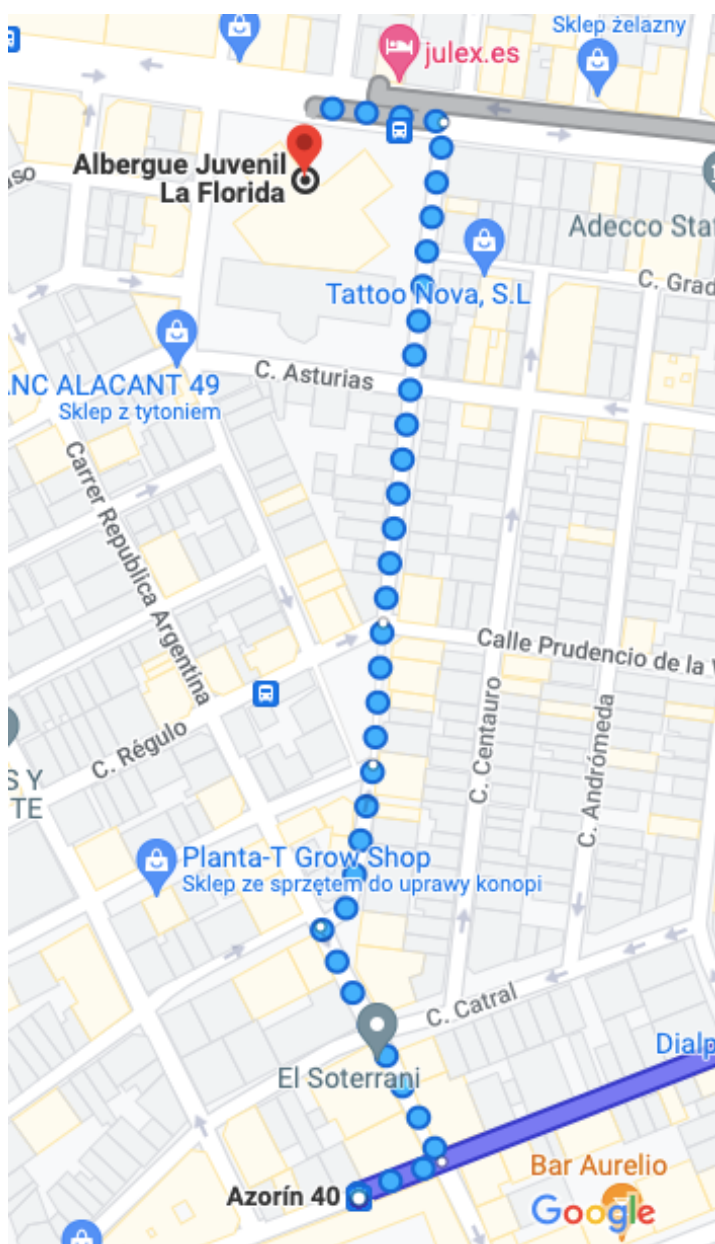 Sklep żelazny
julex.es
Albergue Juvenil
La Florida
Adecco Staf
Tattoo Nova, S.L
C. Grad
NC ALACANT 49
Sklep z tytoniem
C. Asturias
Carrer Republica Argentina
Calle Prudencio de la V
C. Centauro
C. Andrómeda
C. Régulo
S Y
TE
Planta-T Grow Shop
Sklep ze sprzętem do uprawy konopi
C. Catral
Dialp
El Soterrani
Bar Aurelio
Azorín 40
Google